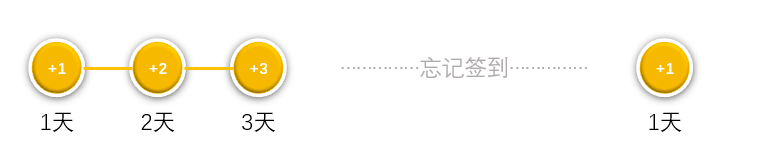 +1 +2 +3 忘记签到 +1
1天 2天 3天 1天